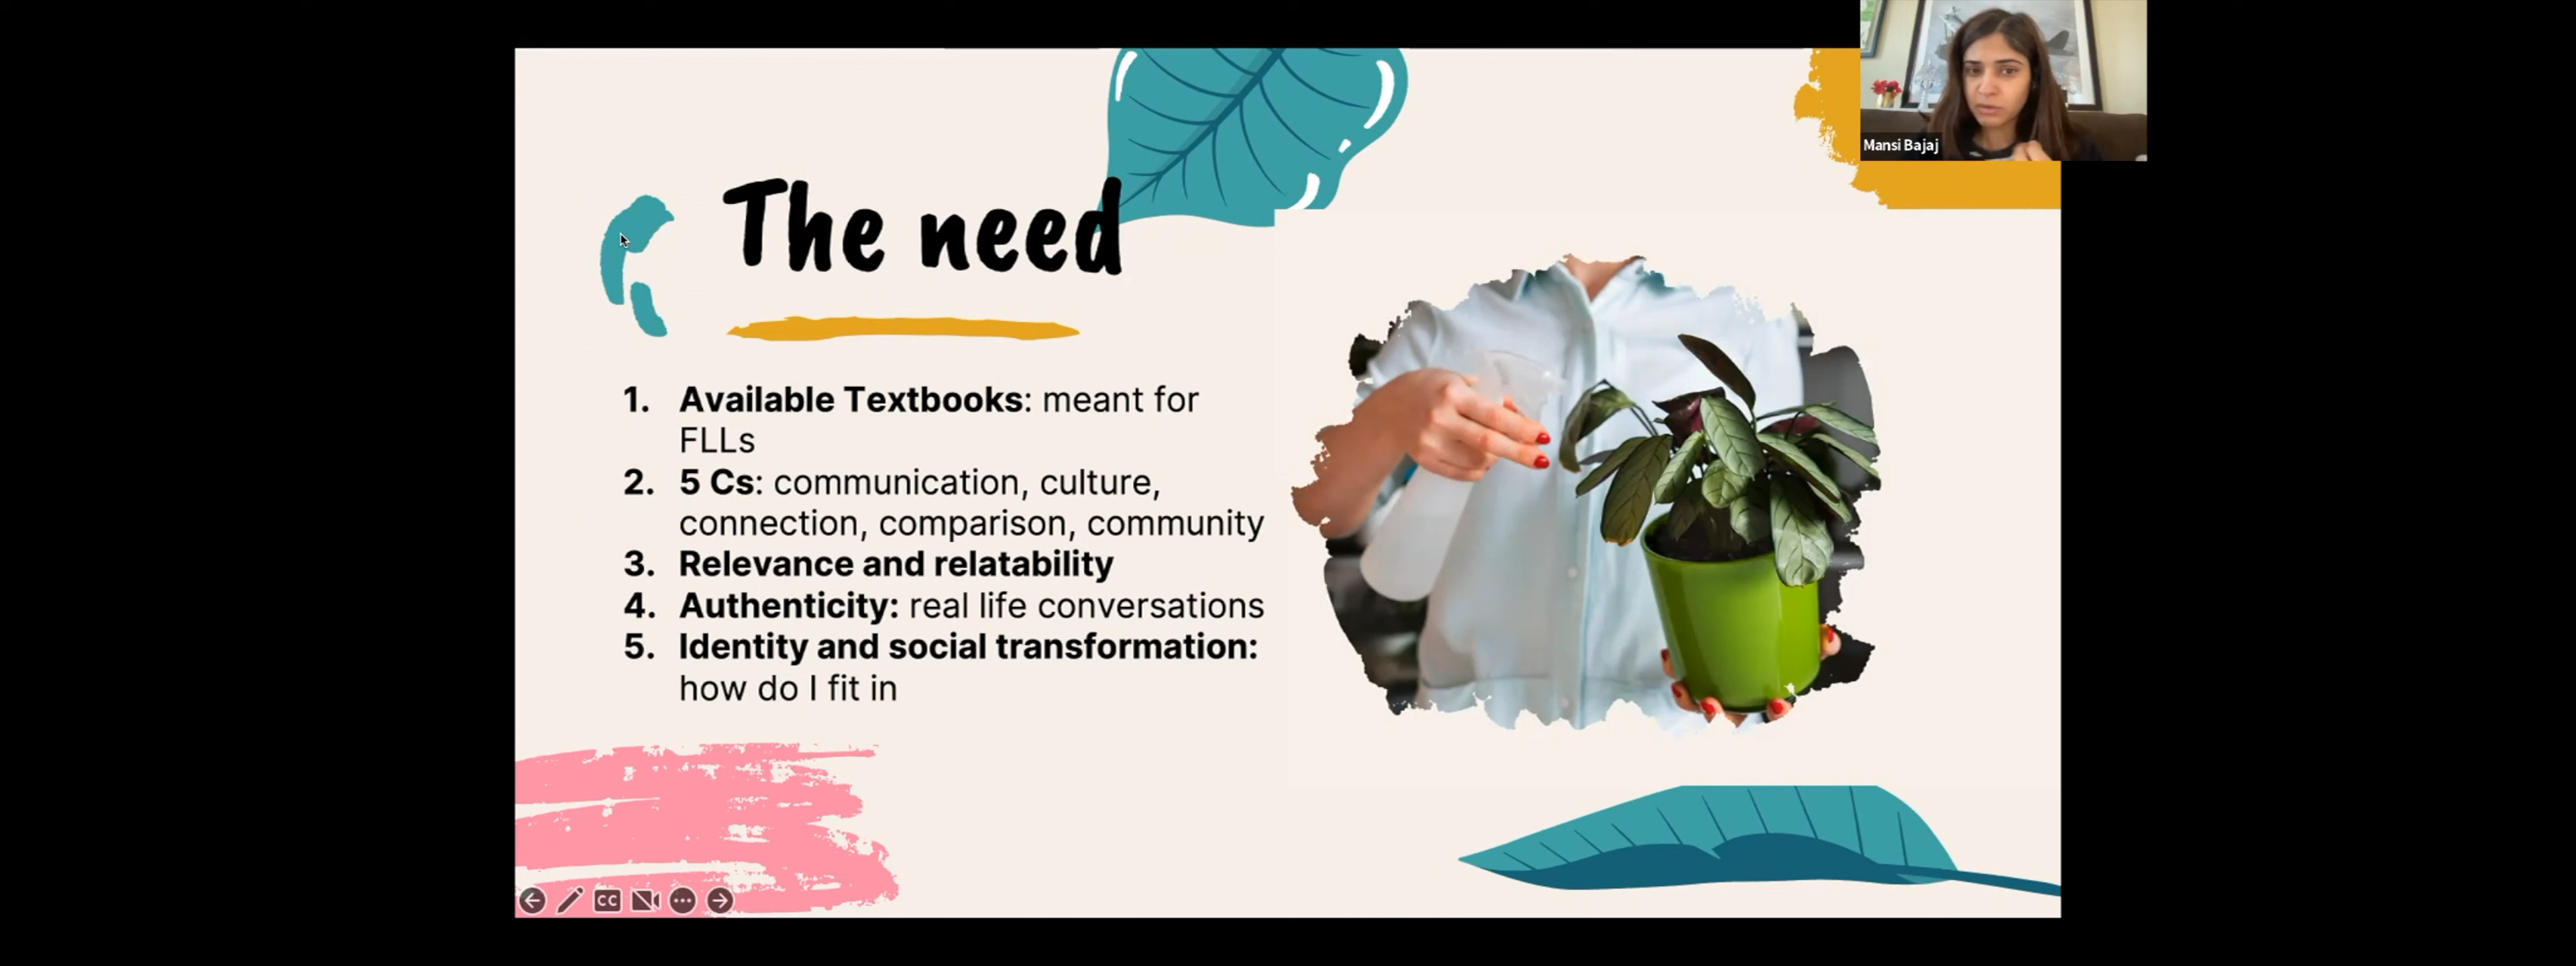 Mansi Bajaj
The need
1. Available Textbooks: meant for
FLLs
2. 5 Cs: communication, culture,
connection, comparison, community
3. Relevance and relatability
4. Authenticity: real life conversations
5. Identity and social transformation:
how do I fit in
CC